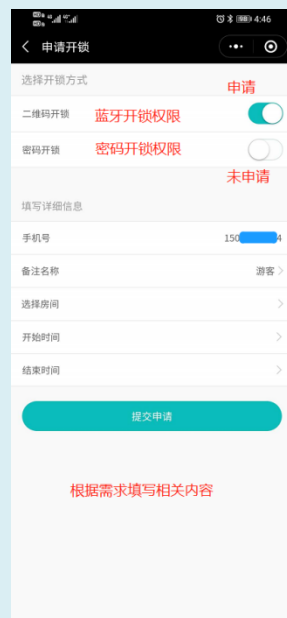 4:46
申请开锁
选择开锁方式
申请
二维码开锁 蓝牙开锁权限
密码开锁 密码开锁权限
未申请
填写详细信息
手机号 150 4
备注名称 游客
选择房间
开始时间
结束时间
提交申请
根据需求填写相关内容